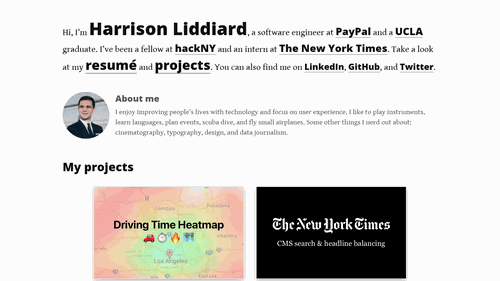 Hi, I'm Harrison Liddiard, a software engineer at PayPal and a UCLA
graduate. I've been a fellow at hackNY and an intern at The New York Times. Take a look
at my resumé and projects. You can also find me on LinkedIn, GitHub, and Twitter.
About me
I enjoy improving people's lives with technology and focus on user experience. I like to play instruments,
learn languages, plan events, scuba dive, and fly small airplanes. Some other things I nerd out about:
cinematography, typography, design, and data journalism.
My projects
Driving Time Heatmap
Los Angeles
The New York Times
CMS search & headline balancing